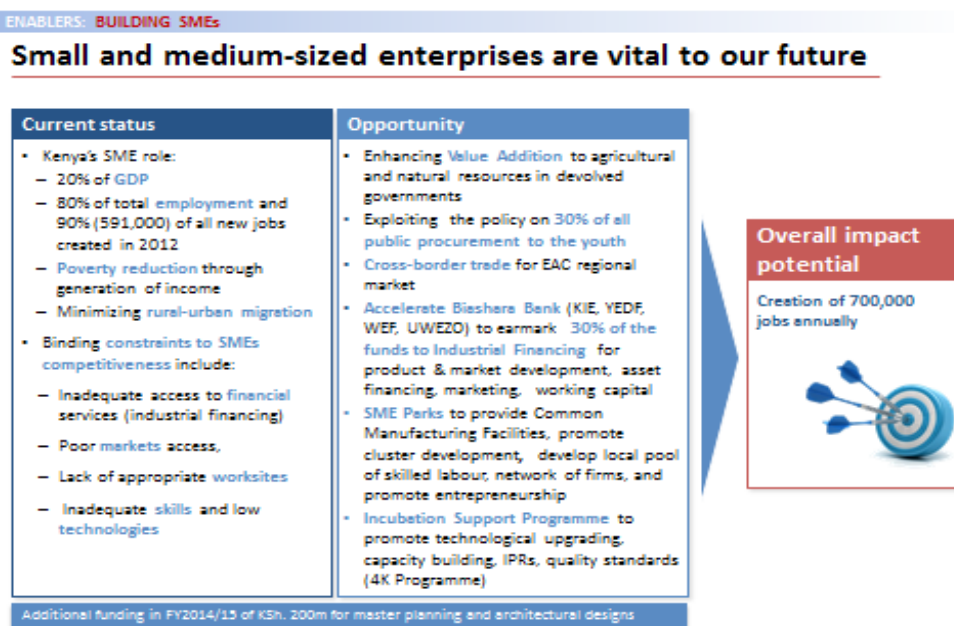 ENABLERS: BUILDING SMEs
Small and medium-sized enterprises are vital to our future
Current status
• Kenya's SME role:
– 20% of GDP
– 80% of total employment and
90% (591,000) of all new jobs
created in 2012
– Poverty reduction through
generation of income
– Minimizing rural-urban migration
• Binding constraints to SMEs
competitiveness include:
– Inadequate access to financial
services (industrial financing)
– Poor markets access,
– Lack of appropriate worksites
– Inadequate skills and low
technologies
Opportunity
• Enhancing Value Addition to agricultural
and natural resources in devolved
governments
• Exploiting the policy on 30% of all
public procurement to the youth
• Cross-border trade for EAC regional
market
• Accelerate Biashara Bank (KIE, YEDF,
WEF, UWEZO) to earmark 30% of the
funds to Industrial Financing for
product & market development, asset
financing, marketing, working capital
• SME Parks to provide Common
Manufacturing Facilities, promote
cluster development, develop local pool
of skilled labour, network of firms, and
promote entrepreneurship
• Incubation Support Programme to
promote technological upgrading,
capacity building, IPRs, quality standards
(4K Programme)
Overall impact
potential
Creation of 700,000
jobs annually
Additional funding in FY2014/15 of KSh. 200m for master planning and architectural designs